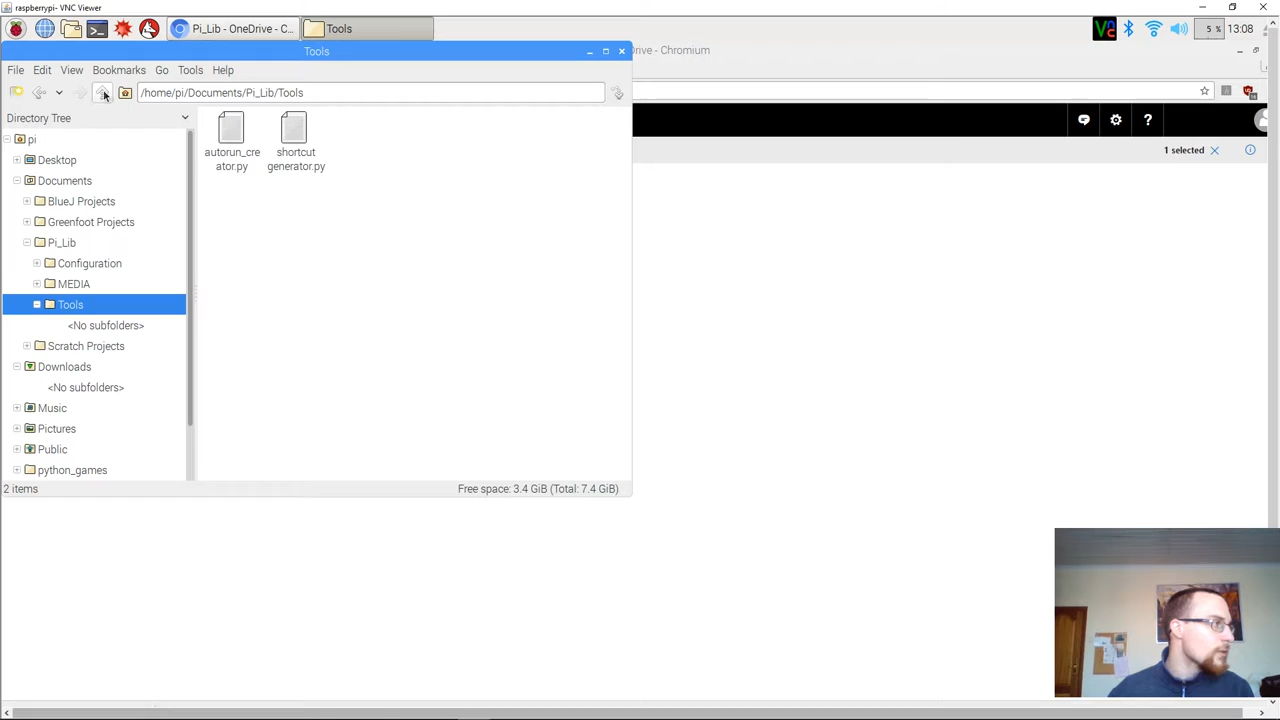 raspberrypi - VNC Viewer
Pi_Lib - OneDrive - C...
Tools
5 %
13:08
Tools
Drive - Chromium
File Edit View Bookmarks Go Tools Help
/home/pi/Documents/Pi_Lib/Tools
Directory Tree
pi
Desktop
Documents
BlueJ Projects
Greenfoot Projects
Pi_Lib
Configuration
MEDIA
Tools
<No subfolders>
Scratch Projects
Downloads
<No subfolders>
Music
Pictures
Public
python_games
autorun_cre
ator.py
shortcut
generator.py
?
1 selected
2 items
Free space: 3.4 GiB (Total: 7.4 GiB)